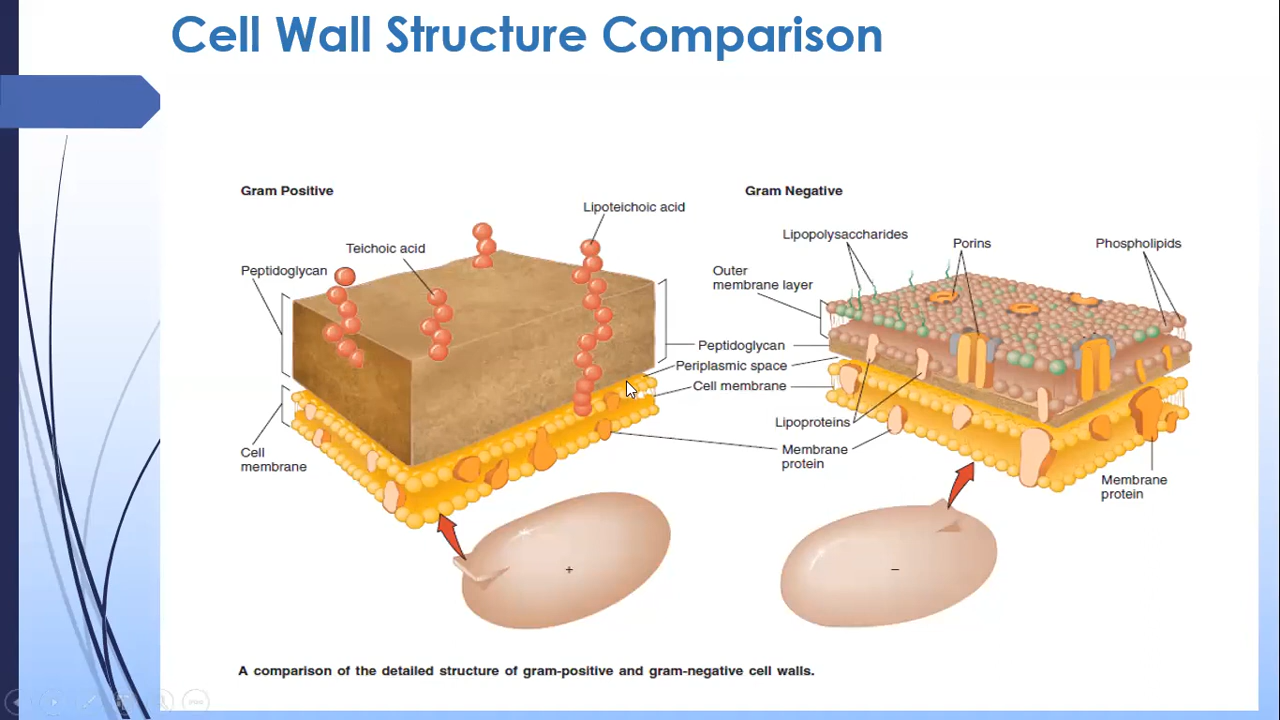 Cell Wall Structure Comparison
Gram Positive
Gram Negative
Lipoteichoic acid
Teichoic acid
Peptidoglycan
Lipopolysaccharides
Porins
Phospholipids
Outer
membrane layer
Peptidoglycan
Periplasmic space
Cell membrane
Lipoproteins
Membrane
protein
Cell
membrane
Membrane
protein
+
−
A comparison of the detailed structure of gram-positive and gram-negative cell walls.